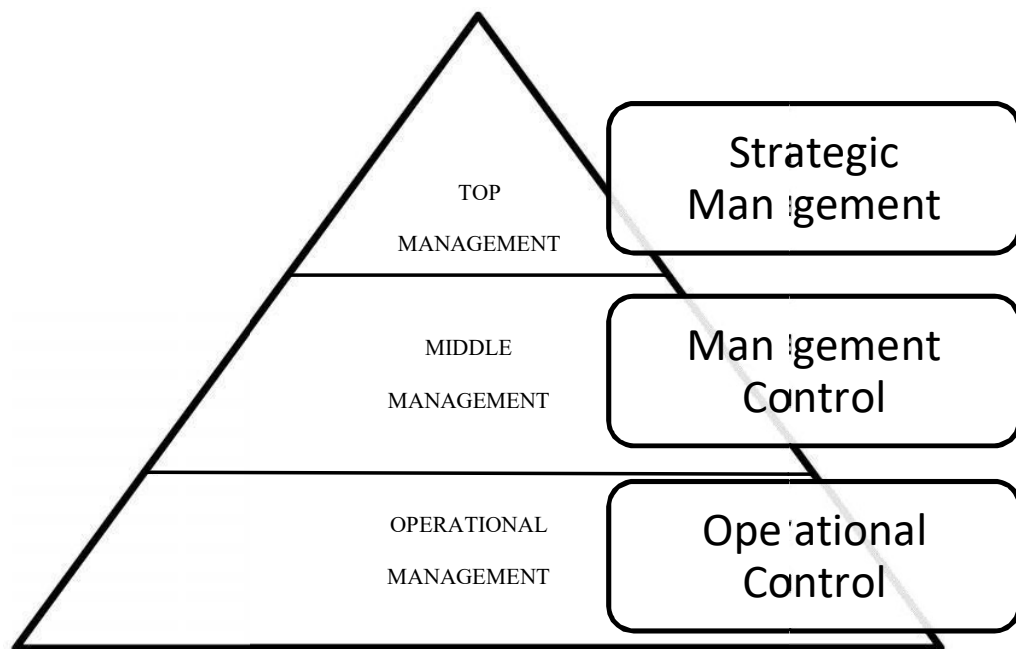 TOP
MANAGEMENT
Strategic
Management
MIDDLE
MANAGEMENT
Management
Control
OPERATIONAL
MANAGEMENT
Operational
Control